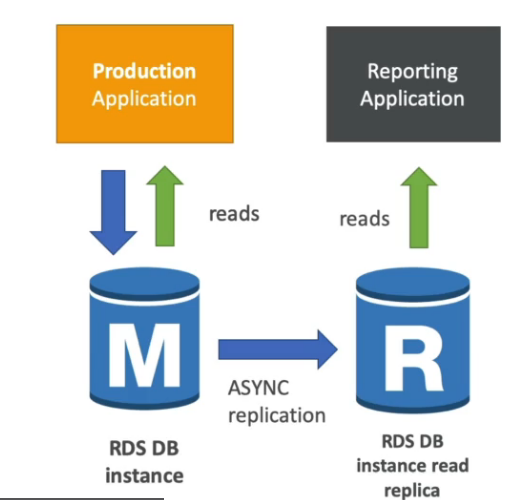 Production
Application
Reporting
Application
reads
reads
M
R
ASYNC
replication
RDS DB
instance
RDS DB
instance read
replica